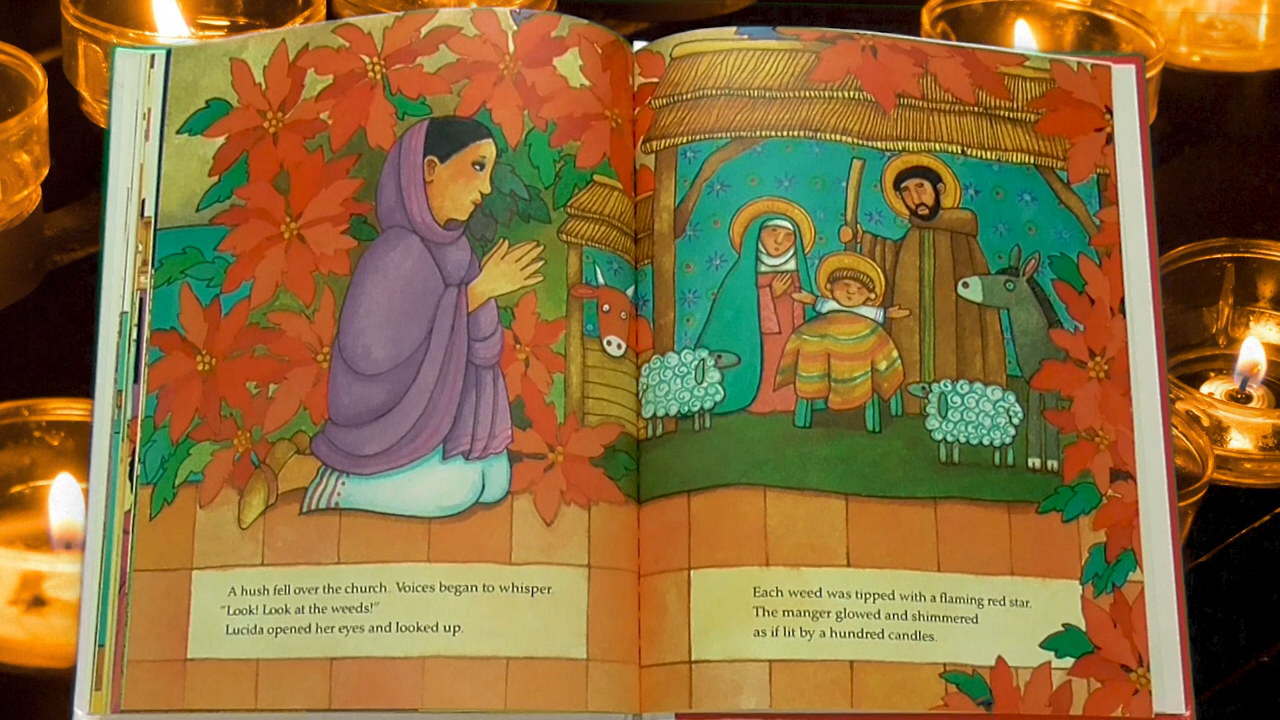 A hush fell over the church. Voices began to whisper.
"Look! Look at the weeds!"
Lucida opened her eyes and looked up.
Each weed was tipped with a flaming red star.
The manger glowed and shimmered
as if lit by a hundred candles.